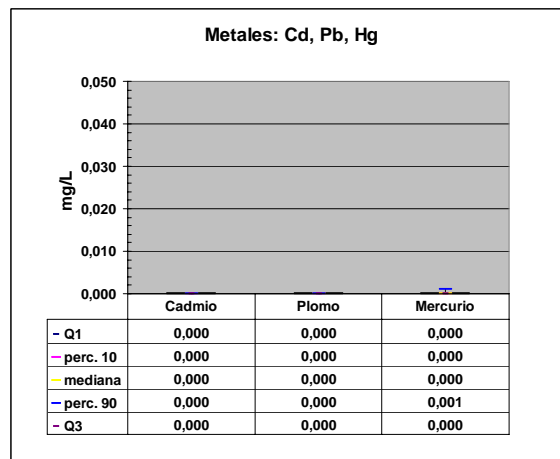 Metales: Cd, Pb, Hg
0,050
0,040
0,030
0,020
0,010
0,000
mg/L
Cadmio Plomo Mercurio
Q1 0,000 0,000 0,000
perc. 10 0,000 0,000 0,000
mediana 0,000 0,000 0,000
perc. 90 0,000 0,000 0,001
Q3 0,000 0,000 0,000